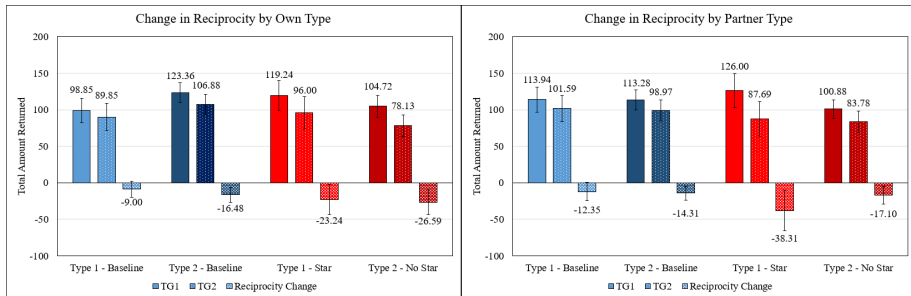 Change in Reciprocity by Own Type
200
150
100
50
0
-50
-100
Total Amount Returned
98.85
89.85
-9.00
123.36
106.88
-16.48
119.24
96.00
-23.24
104.72
78.13
-26.59
Type 1 - Baseline
Type 2 - Baseline
Type 1 - Star
Type 2 - No Star
TG1
TG2
Reciprocity Change
Change in Reciprocity by Partner Type
200
150
100
50
0
-50
-100
Total Amount Returned
113.94
101.59
-12.35
113.28
98.97
-14.31
126.00
87.69
-38.31
100.88
83.78
-17.10
Type 1 - Baseline
Type 2 - Baseline
Type 1 - Star
Type 2 - No Star
TG1
TG2
Reciprocity Change